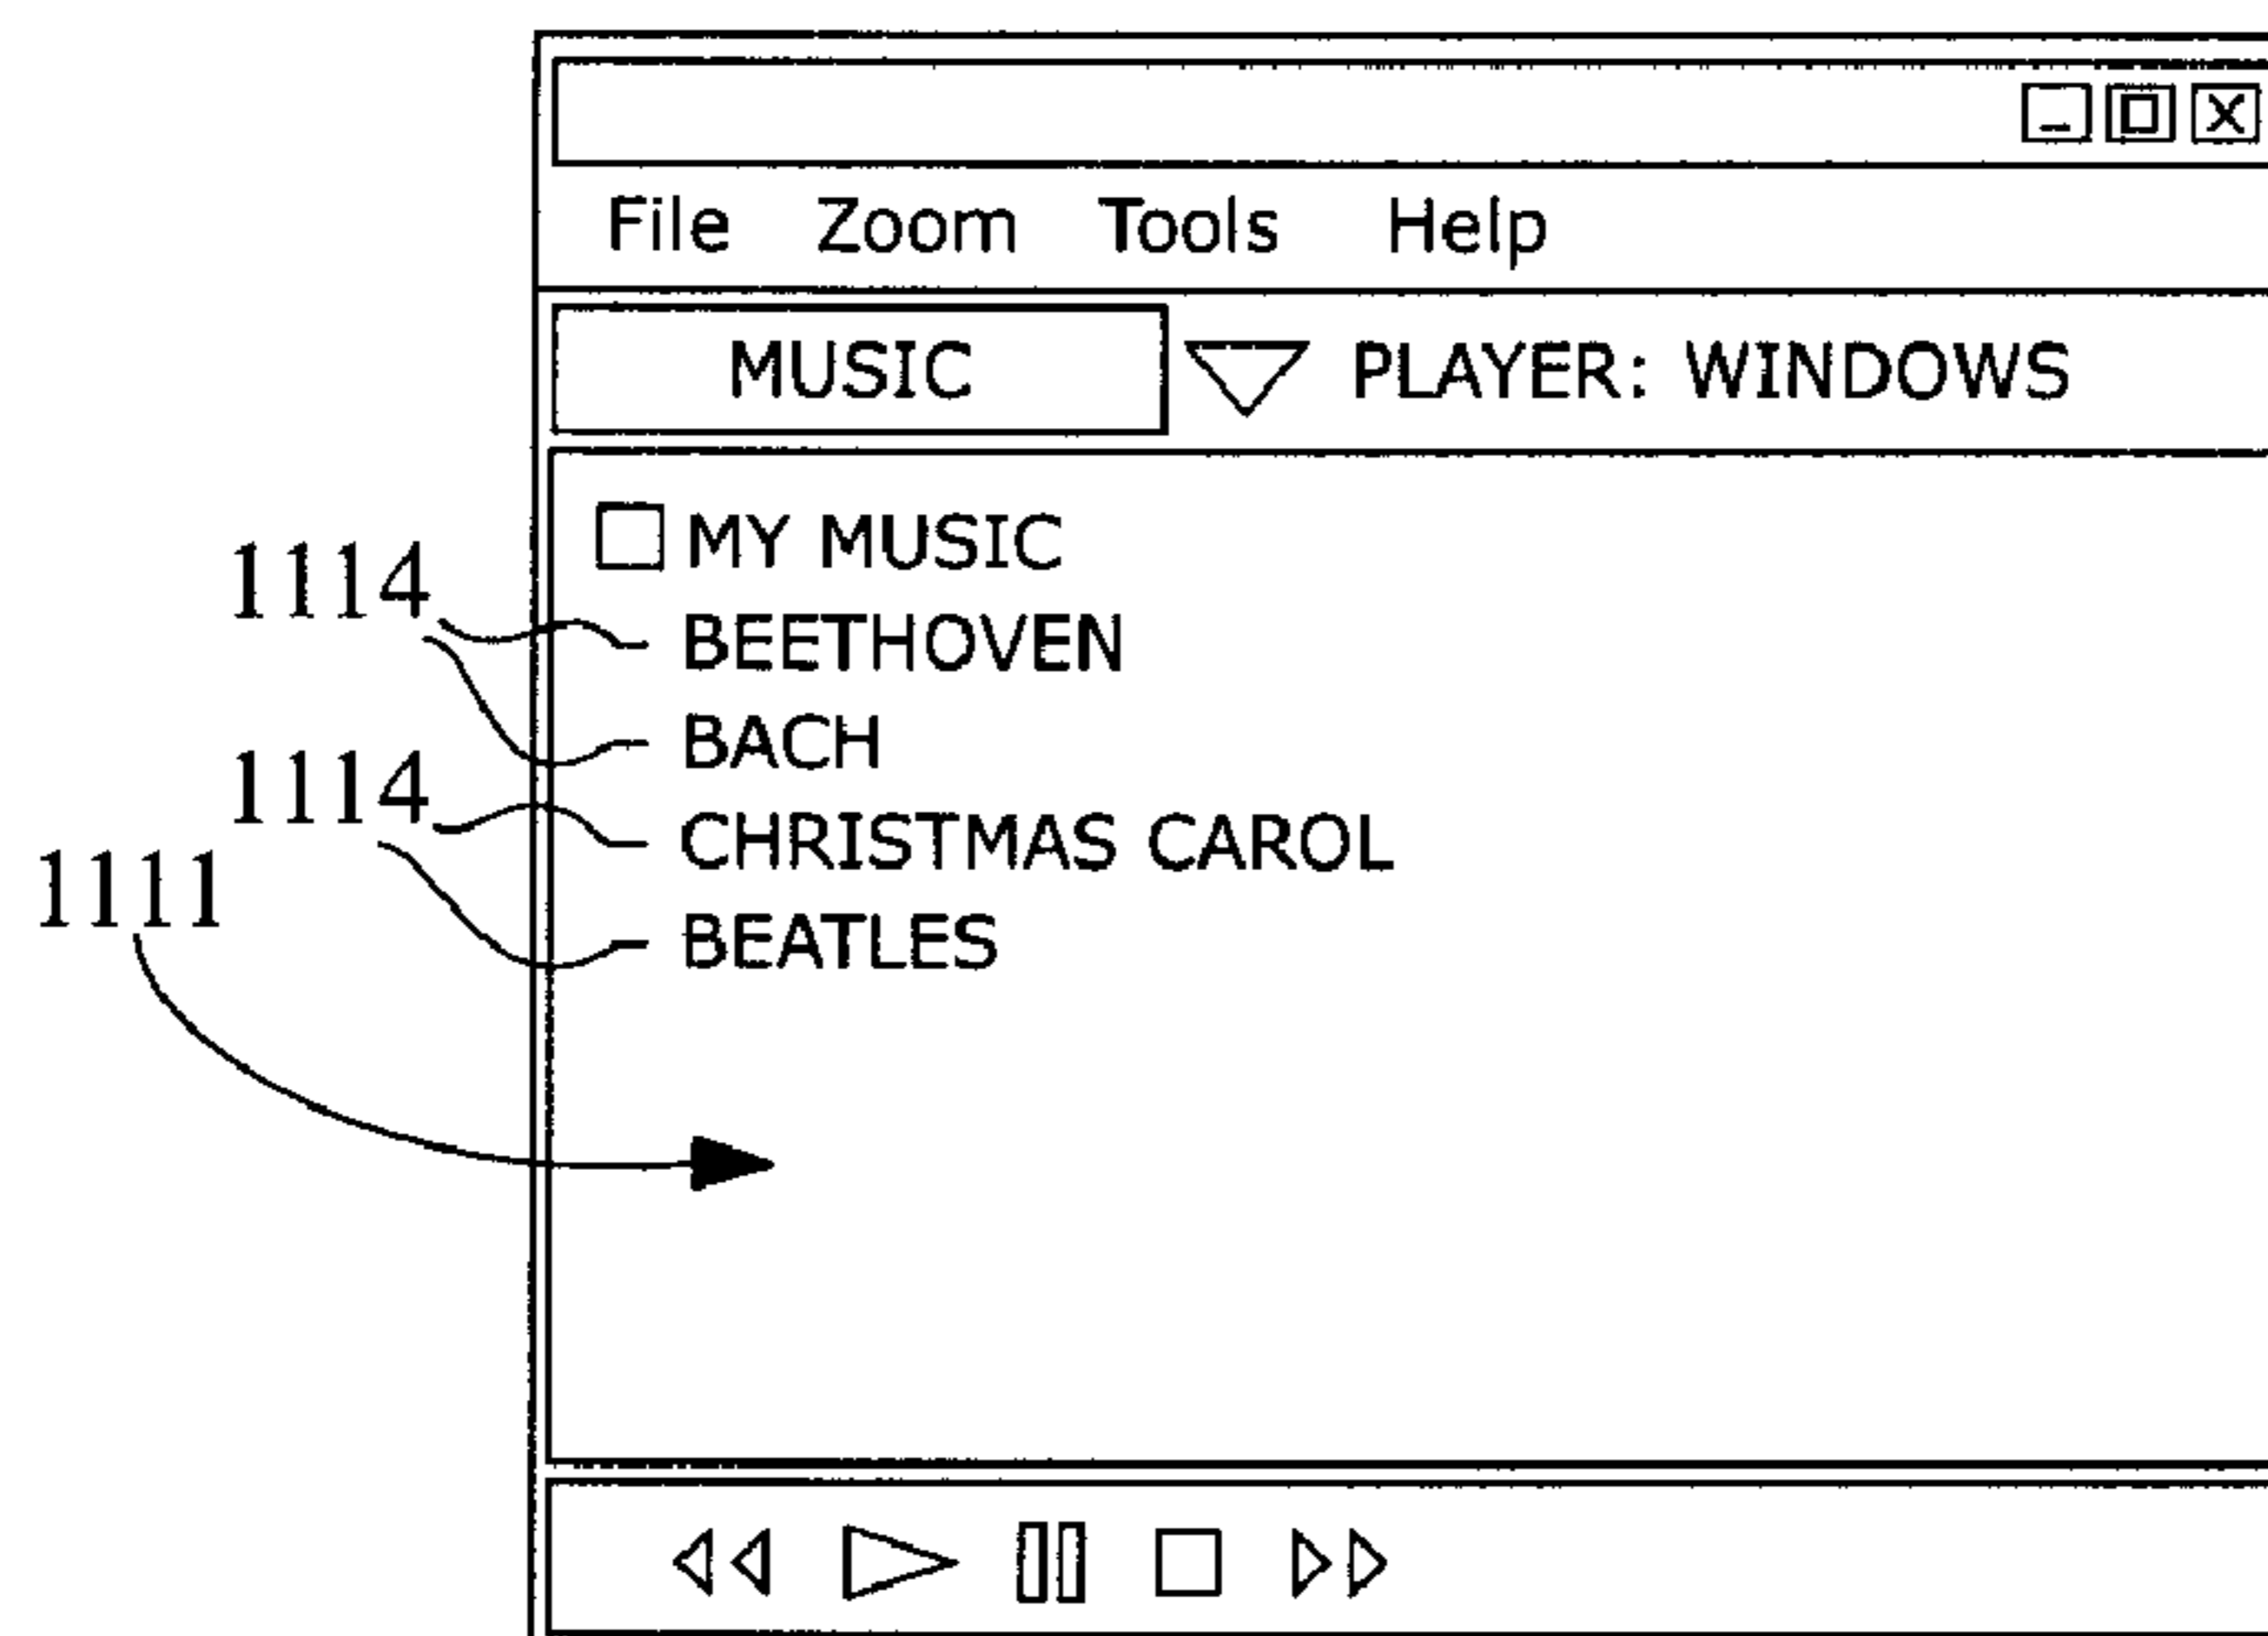 File Zoom Tools Help
MUSIC PLAYER: WINDOWS
MY MUSIC
1114 BEETHOVEN
BACH
1114 CHRISTMAS CAROL
1111 BEATLES